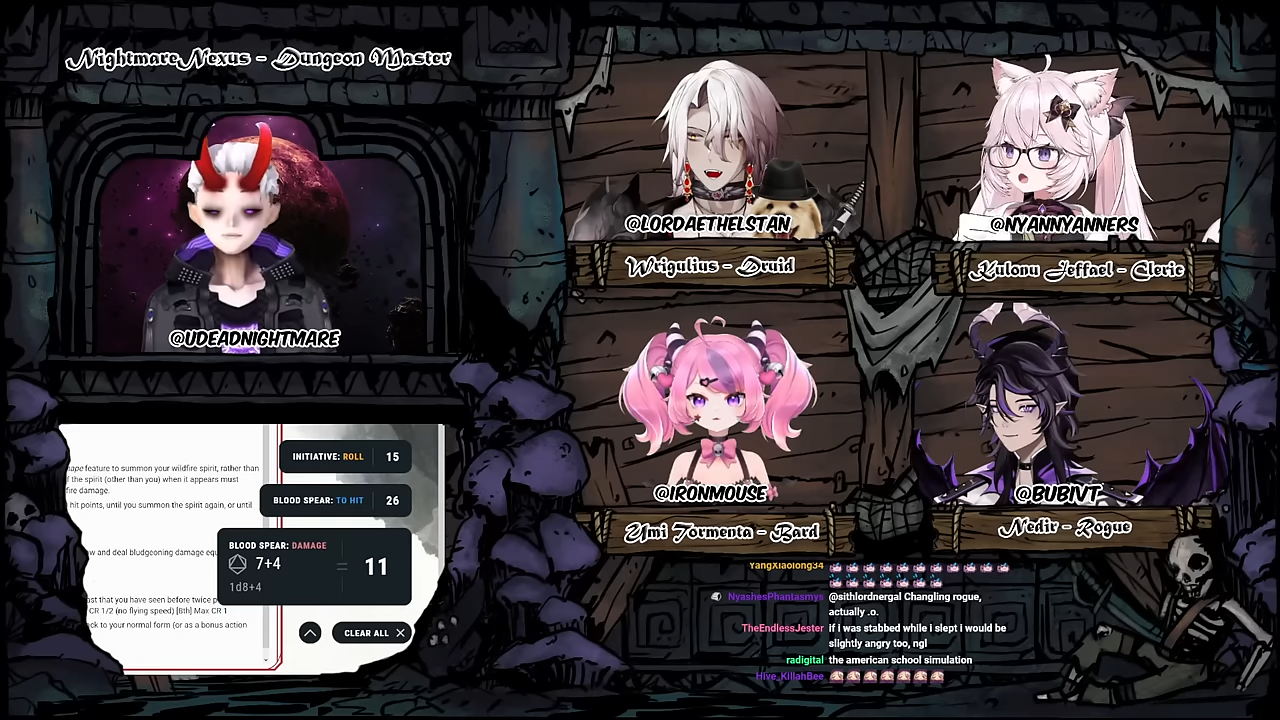 NightmareNexus - Dungeon Master
@UDEADNIGHTMARE
@LORDAETHELSTAN
Wrigulius - Druid
@NYANNYANNERS
Kulonu Jeffael - Cleric
@IRONMOUSE
Umi Tormenta - Bard
@BUBIVT
Nedir - Rogue
feature to summon your wildfire spirit, rather than
f the spirit (other than you) when it appears must
fire damage.
hit points, until you summon the spirit again, or until
and deal bludgeoning damage equ
ast that you have seen before twice p
CR 1/2 (no flying speed) [8th] Max CR 1
ck to your normal form (or as a bonus action
INITIATIVE: ROLL 15
BLOOD SPEAR: TO HIT 26
BLOOD SPEAR: DAMAGE
7+4 = 11
1d8+4
CLEAR ALL
YangXiaolong34
NyashesPhantasmys @sithlordnergal Changling rogue,
actually .o.
TheEndlessJester if i was stabbed while i slept i would be
slightly angry too, ngl
radigital the american school simulation
Hive_KillahBee